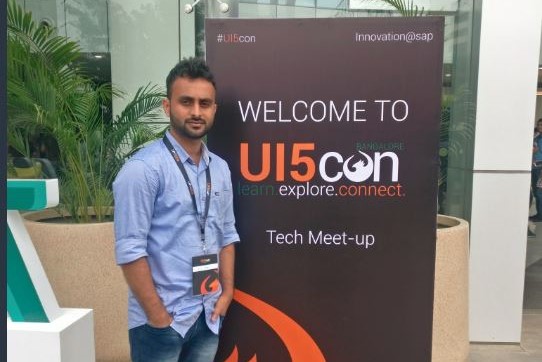 #UI5con
Innovation@sap
WELCOME TO
BANGALORE
UI5con
learn.explore.connect.
Tech Meet-up